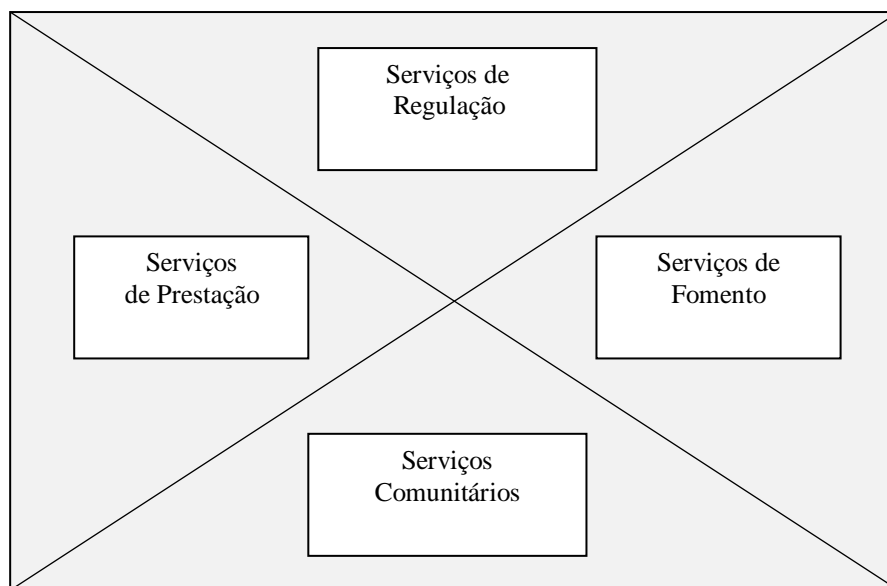 Serviços de
Regulação
Serviços
de Prestação
Serviços de
Fomento
Serviços
Comunitários